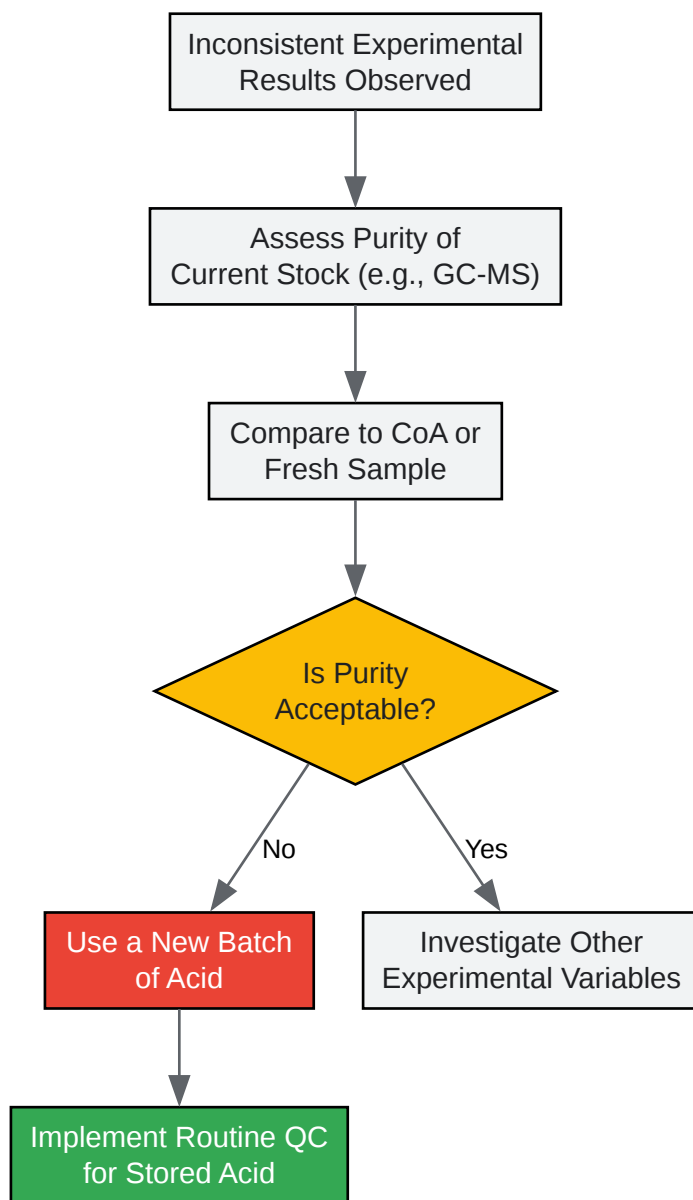 Inconsistent Experimental
Results Observed
Assess Purity of
Current Stock (e.g., GC-MS)
Compare to CoA or
Fresh Sample
Is Purity
Acceptable?
No
Yes
Use a New Batch
of Acid
Investigate Other
Experimental Variables
Implement Routine QC
for Stored Acid